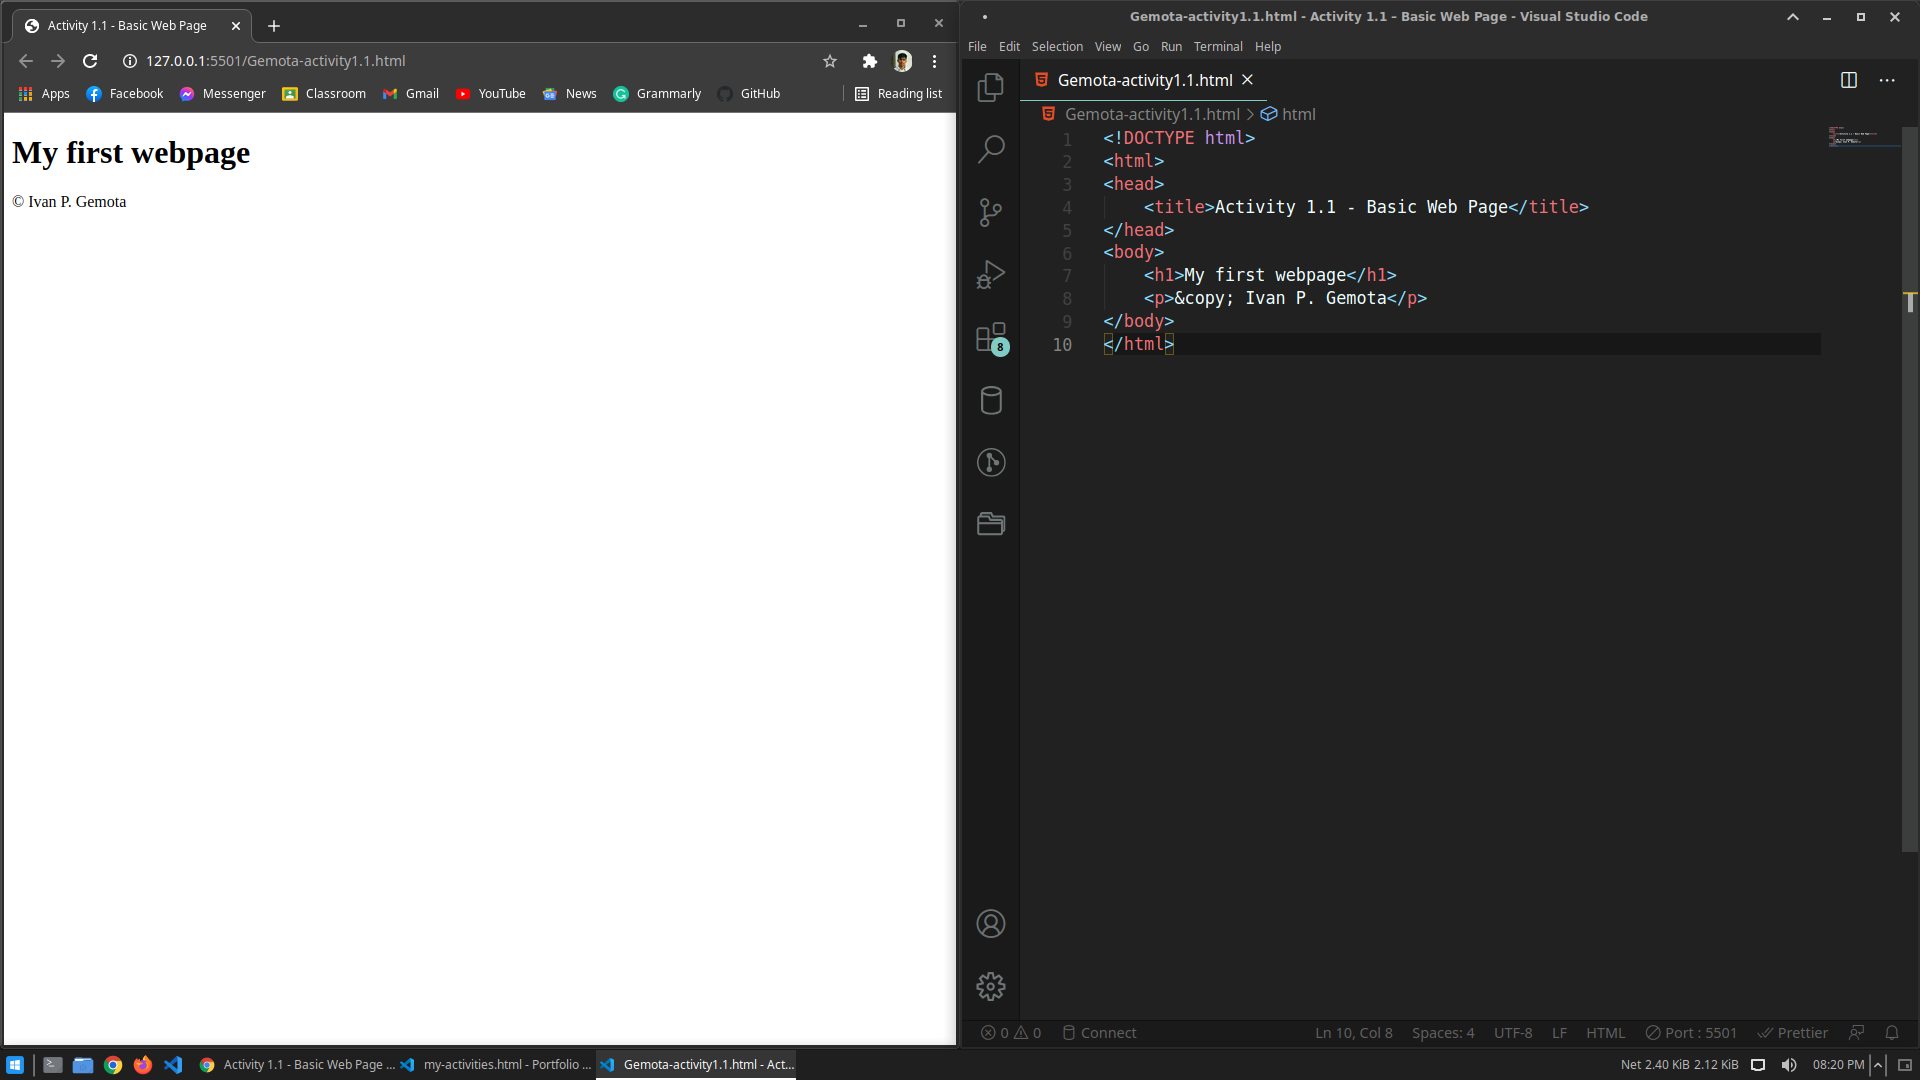 Activity 1.1 - Basic Web Page
127.0.0.1:5501/Gemota-activity1.1.html
Apps Facebook Messenger Classroom Gmail YouTube News Grammarly GitHub Reading list
My first webpage
© Ivan P. Gemota
Gemota-activity1.1.html - Activity 1.1 – Basic Web Page - Visual Studio Code
File Edit Selection View Go Run Terminal Help
Gemota-activity1.1.html
Gemota-activity1.1.html > html
1 <!DOCTYPE html>
2 <html>
3 <head>
4     <title>Activity 1.1 - Basic Web Page</title>
5 </head>
6 <body>
7     <h1>My first webpage</h1>
8     <p>&copy; Ivan P. Gemota</p>
9 </body>
10 </html>
8
0 0 Connect Ln 10, Col 8 Spaces: 4 UTF-8 LF HTML Port : 5501 Prettier
Activity 1.1 - Basic Web Page ... my-activities.html - Portfolio ... Gemota-activity1.1.html - Act... Net 2.40 KiB 2.12 KiB 08:20 PM